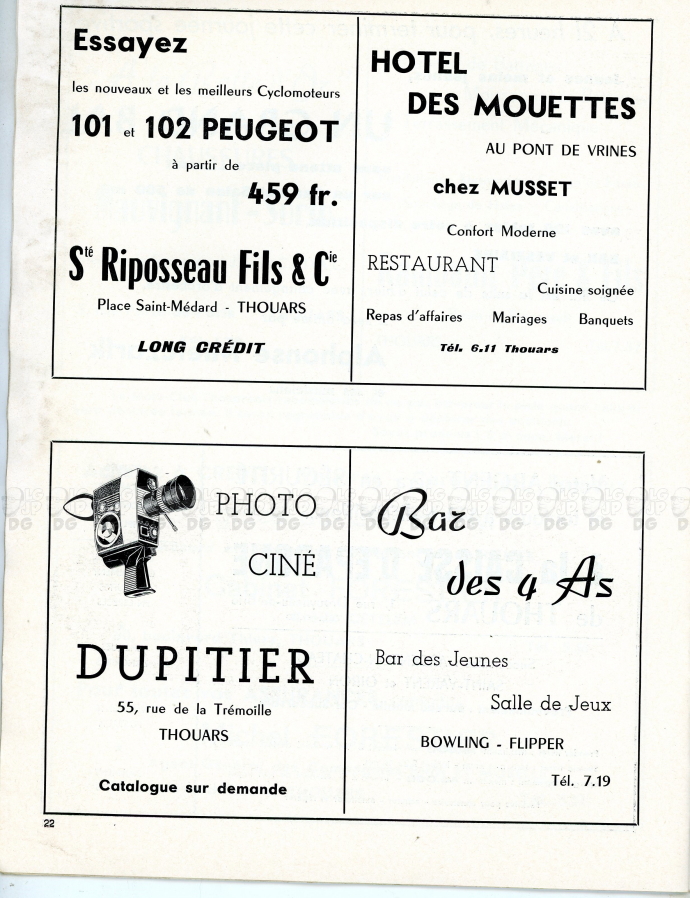 Essayez
les nouveaux et les meilleurs Cyclomoteurs
101 et 102 PEUGEOT
à partir de
459 fr.
Sté Riposseau Fils & Cie
Place Saint-Médard - THOUARS
LONG CRÉDIT
HOTEL
DES MOUETTES
AU PONT DE VRINES
chez MUSSET
Confort Moderne
RESTAURANT
Cuisine soignée
Repas d'affaires Mariages Banquets
Tél. 6.11 Thouars
PHOTO
CINÉ
DUPITIER
55, rue de la Trémoille
THOUARS
Catalogue sur demande
Bar
des 4 As
Bar des Jeunes
Salle de Jeux
BOWLING - FLIPPER
Tél. 7.19
22